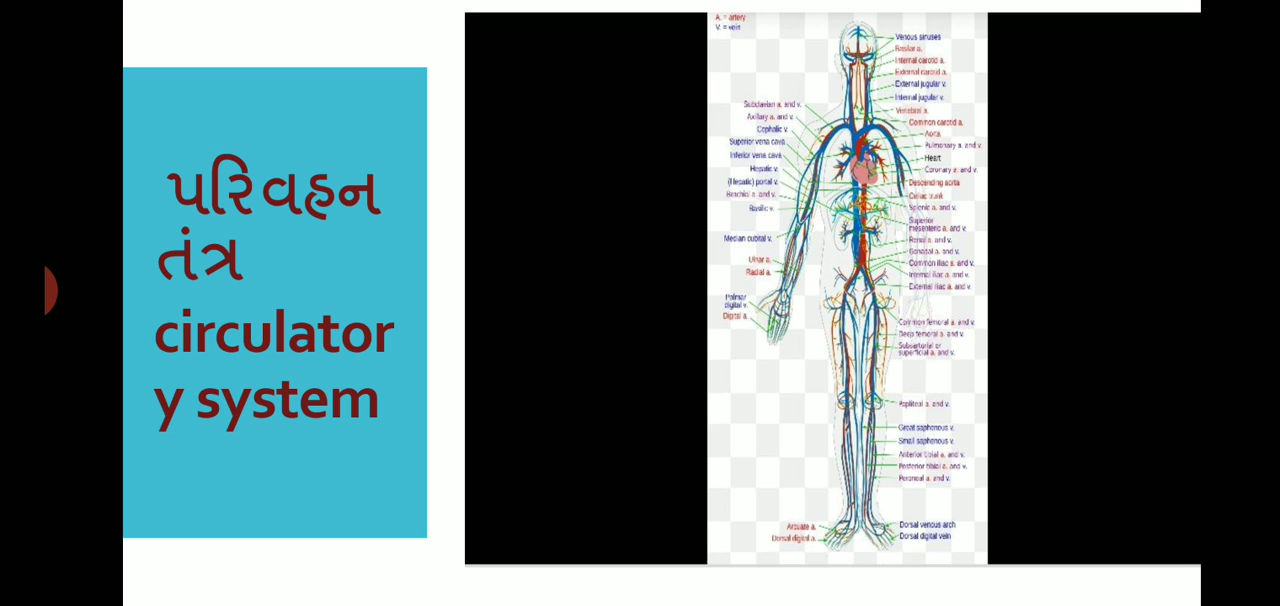 પરિવહન
તંત્ર
circulator
y system
A. = artery
V. = vein
Venous sinuses
Basilar a.
Internal carotid a.
External carotid a.
External jugular v.
Internal jugular v.
Vertebral a.
Common carotid a.
Aorta
Pulmonary a. and v.
Heart
Coronary a. and v.
Descending aorta
Celiac trunk
Splenic a. and v.
Superior
mesenteric a. and v.
Renal a. and v.
Gonadal a. and v.
Common iliac a. and v.
Internal iliac a. and v.
External iliac a. and v.
Common femoral a. and v.
Deep femoral a. and v.
Subsartorial or
superficial a. and v.
Popliteal a. and v.
Great saphenous v.
Small saphenous v.
Anterior tibial a. and v.
Posterior tibial a. and v.
Peroneal a. and v.
Dorsal venous arch
Dorsal digital vein
Subclavian a. and v.
Axillary a. and v.
Cephalic v.
Superior vena cava
Inferior vena cava
Hepatic v.
(Hepatic) portal v.
Brachial a. and v.
Basilic v.
Median cubital v.
Ulnar a.
Radial a.
Palmar
digital v.
Digital a.
Arcuate a.
Dorsal digital a.